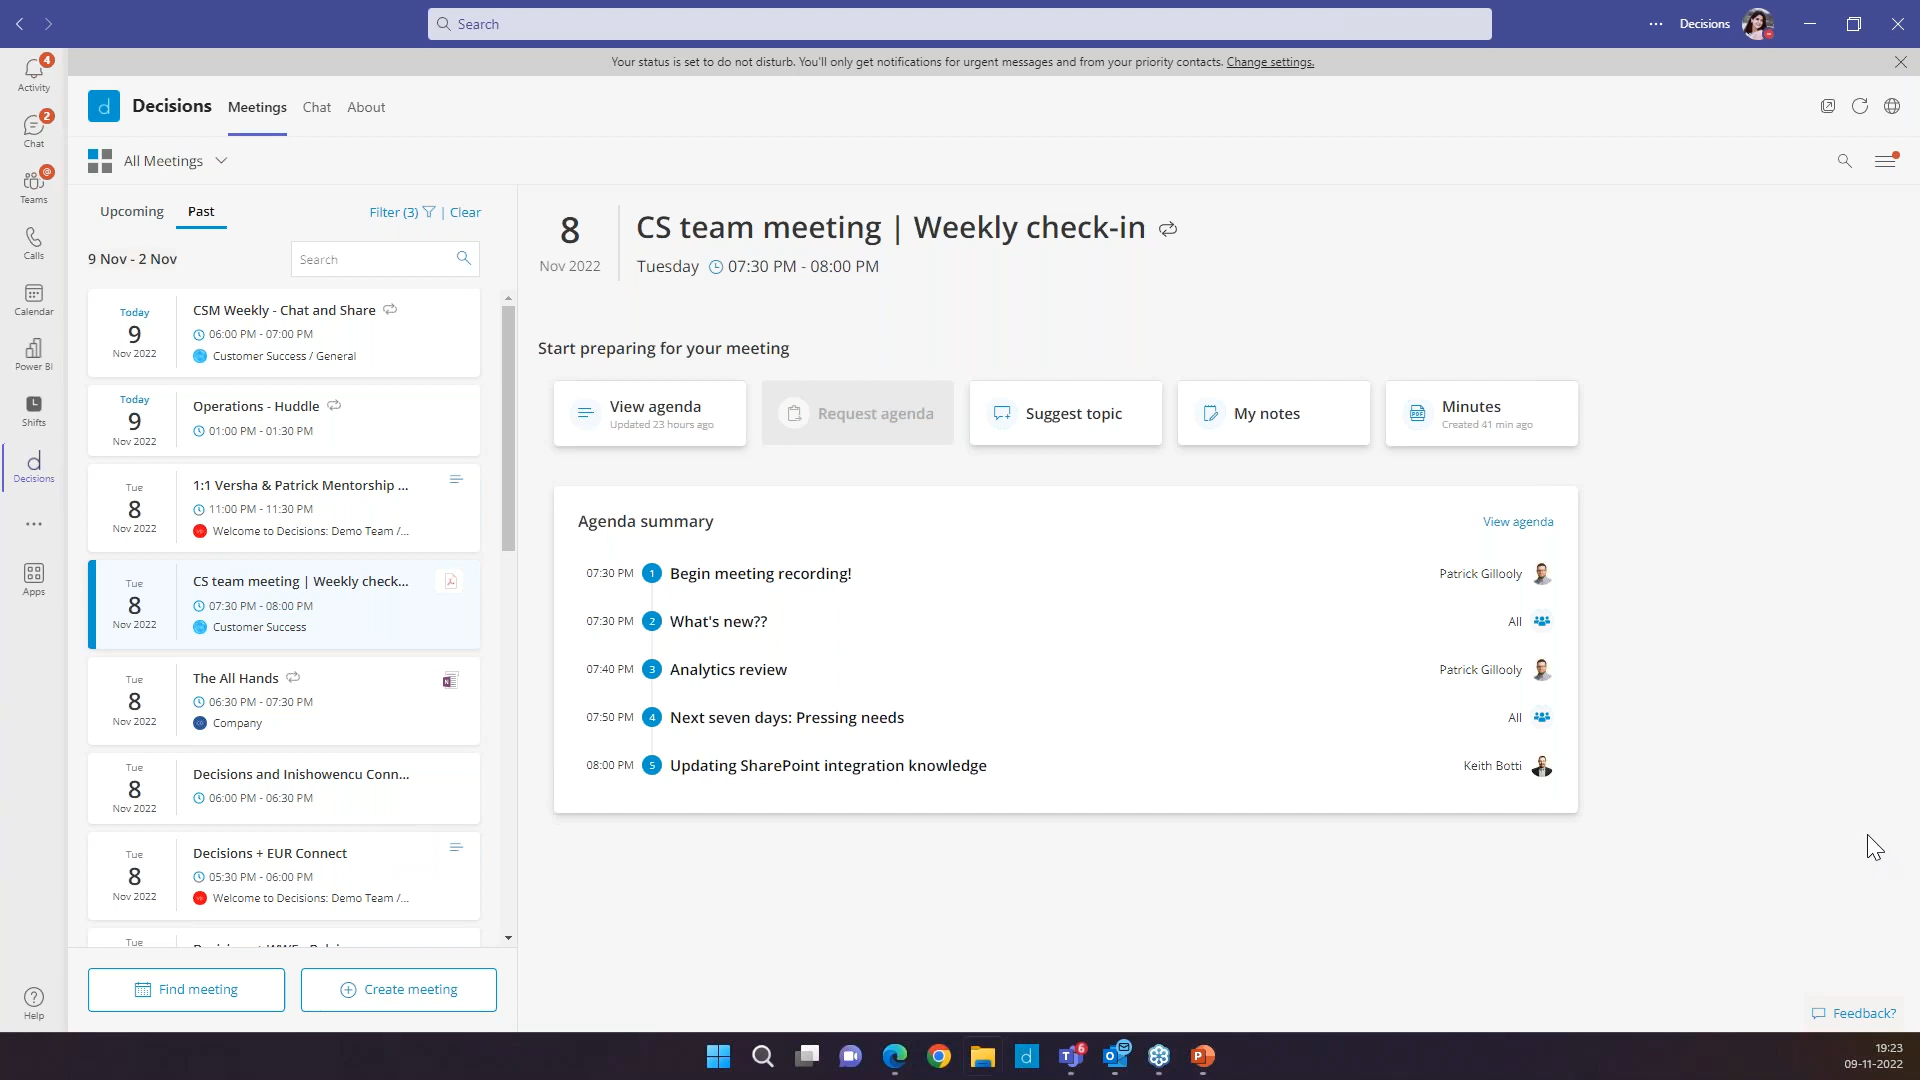 Search
Decisions
Your status is set to do not disturb. You'll only get notifications for urgent messages and from your priority contacts. Change settings.
4
Activity
2
Chat
@
Teams
Calls
Calendar
Power BI
Shifts
Decisions
Apps
Help
d Decisions Meetings Chat About
All Meetings
Upcoming Past Filter (3) | Clear
9 Nov - 2 Nov Search
Today
9
Nov 2022
CSM Weekly - Chat and Share
06:00 PM - 07:00 PM
Customer Success / General
Today
9
Nov 2022
Operations - Huddle
01:00 PM - 01:30 PM
Tue
8
Nov 2022
1:1 Versha & Patrick Mentorship ...
11:00 PM - 11:30 PM
Welcome to Decisions: Demo Team /...
Tue
8
Nov 2022
CS team meeting | Weekly check...
07:30 PM - 08:00 PM
Customer Success
Tue
8
Nov 2022
The All Hands
06:30 PM - 07:30 PM
Company
Tue
8
Nov 2022
Decisions and Inishowencu Conn...
06:00 PM - 06:30 PM
Tue
8
Nov 2022
Decisions + EUR Connect
05:30 PM - 06:00 PM
Welcome to Decisions: Demo Team /...
Tue
Find meeting
Create meeting
8
Nov 2022
CS team meeting | Weekly check-in
Tuesday 07:30 PM - 08:00 PM
Start preparing for your meeting
View agenda
Updated 23 hours ago
Request agenda
Suggest topic
My notes
Minutes
Created 41 min ago
Agenda summary View agenda
07:30 PM 1 Begin meeting recording! Patrick Gillooly
07:30 PM 2 What's new?? All
07:40 PM 3 Analytics review Patrick Gillooly
07:50 PM 4 Next seven days: Pressing needs All
08:00 PM 5 Updating SharePoint integration knowledge Keith Botti
Feedback?
d
T 6
P
19:23
09-11-2022